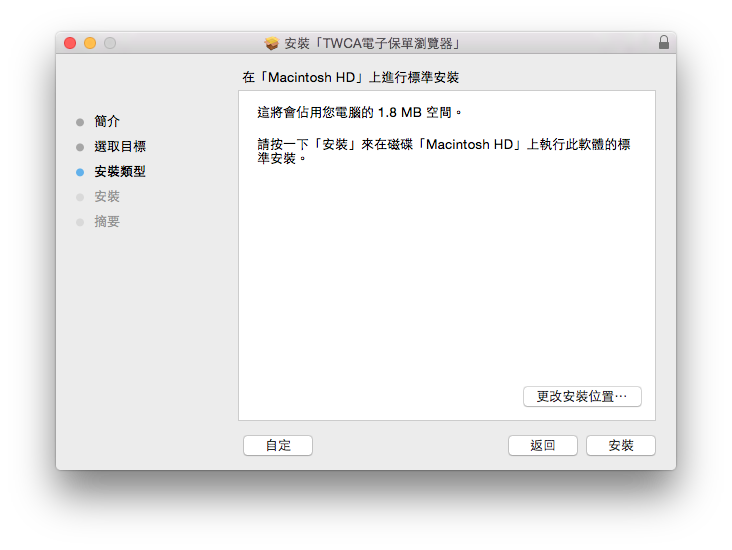 安裝「TWCA電子保單瀏覽器」
在「Macintosh HD」上進行標準安裝
簡介
選取目標
安裝類型
安裝
摘要
這將會佔用您電腦的 1.8 MB 空間。
請按一下「安裝」來在磁碟「Macintosh HD」上執行此軟體的標
準安裝。
更改安裝位置⋯
自定
返回
安裝